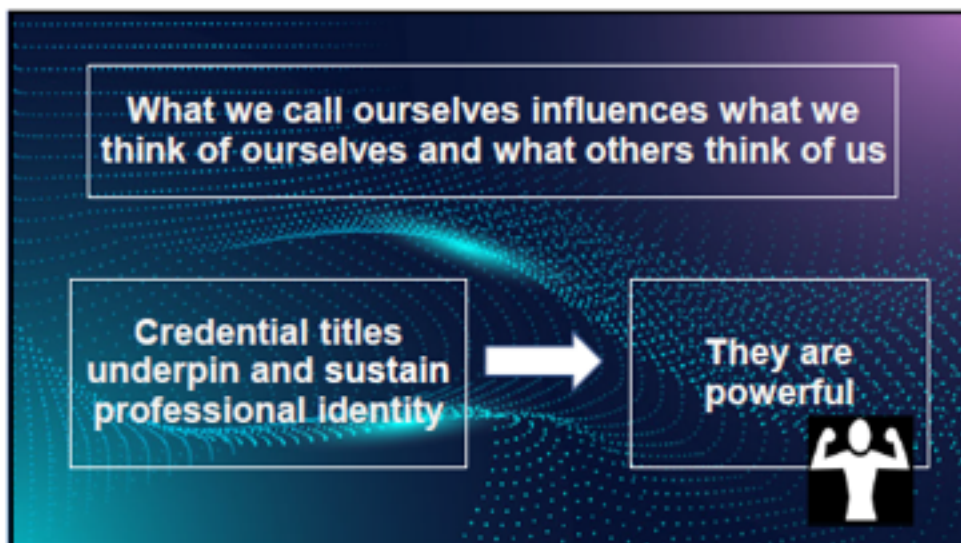 What we call ourselves influences what we
think of ourselves and what others think of us
Credential titles
underpin and sustain
professional identity
They are
powerful